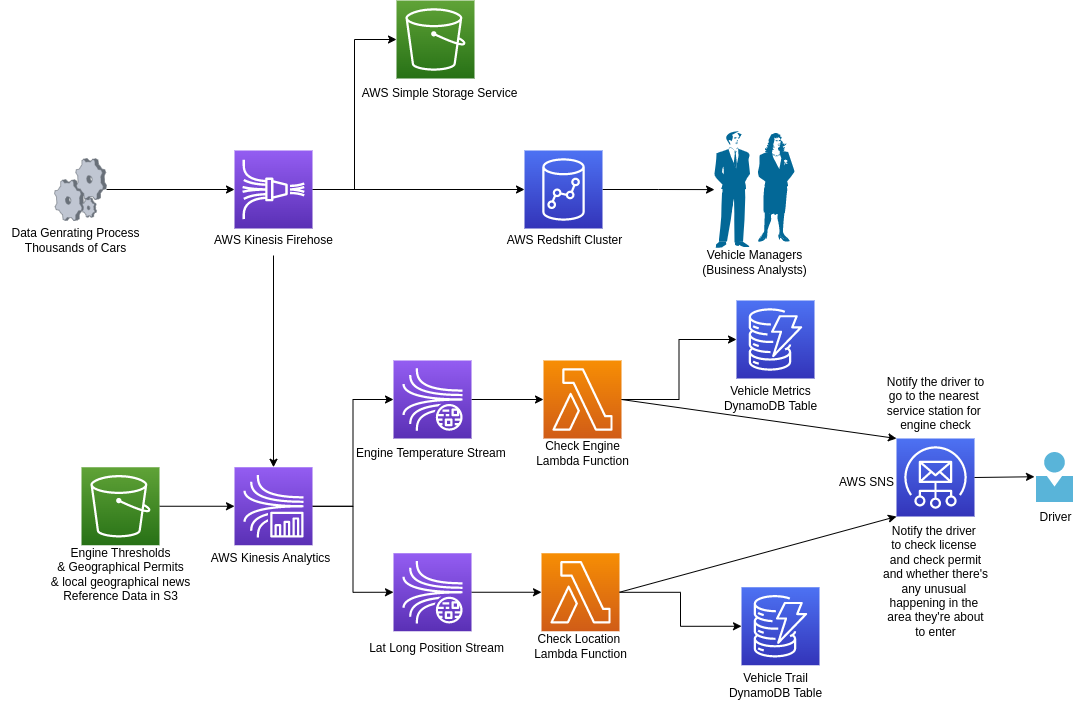 AWS Simple Storage Service
Data Genrating Process
Thousands of Cars
AWS Kinesis Firehose
AWS Redshift Cluster
Vehicle Managers
(Business Analysts)
Vehicle Metrics
DynamoDB Table
Notify the driver to
go to the nearest
service station for
engine check
Engine Temperature Stream
Check Engine
Lambda Function
AWS SNS
Driver
Engine Thresholds
& Geographical Permits
& local geographical news
Reference Data in S3
AWS Kinesis Analytics
Notify the driver
to check license
and check permit
and whether there's
any unusual
happening in the
area they're about
to enter
Lat Long Position Stream
Check Location
Lambda Function
Vehicle Trail
DynamoDB Table